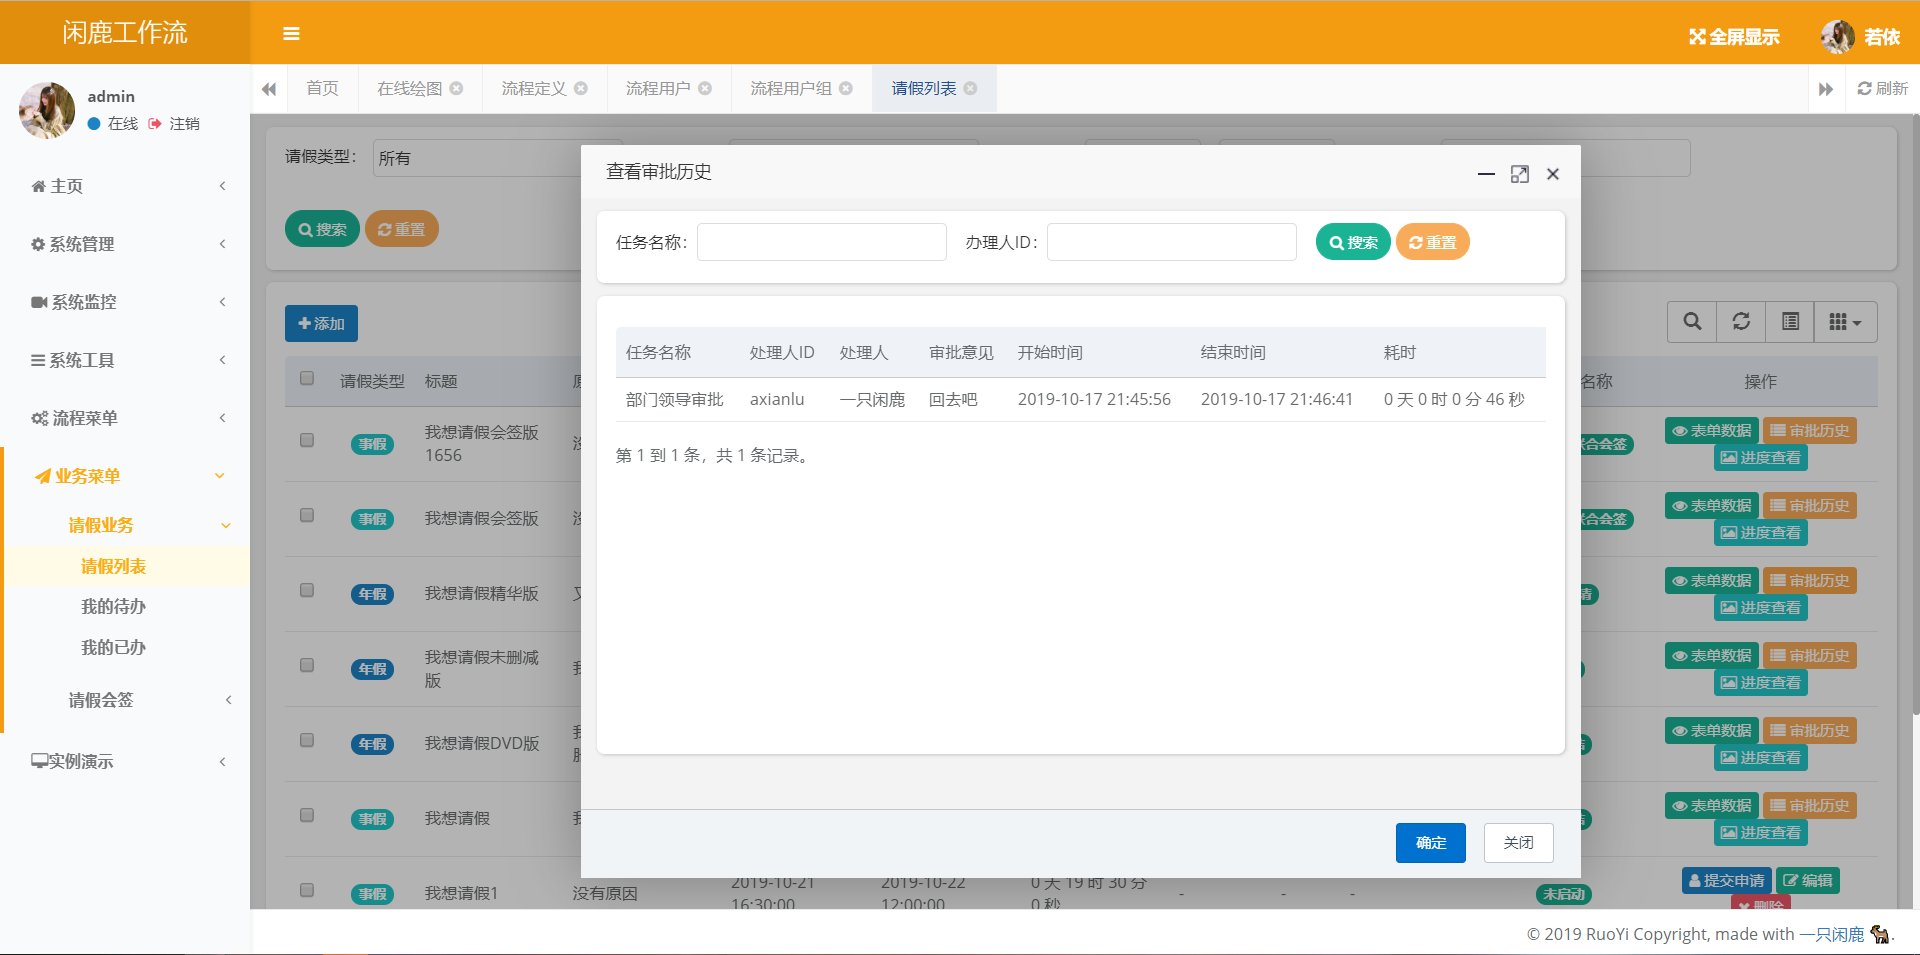 闲鹿工作流
全屏显示 若依
admin
在线 注销
首页 在线绘图 流程定义 流程用户 流程用户组 请假列表 刷新
主页
系统管理
系统监控
系统工具
流程菜单
业务菜单
请假业务
请假列表
我的待办
我的已办
请假会签
实例演示
请假类型: 所有
搜索 重置
添加
请假类型 标题 名称 操作
事假 我想请假会签版
1656 会签 表单数据 审批历史
进度查看
事假 我想请假会签版 会签 表单数据 审批历史
进度查看
年假 我想请假精华版 表单数据 审批历史
进度查看
年假 我想请假未删减
版 表单数据 审批历史
进度查看
年假 我想请假DVD版 表单数据 审批历史
进度查看
事假 我想请假 表单数据 审批历史
进度查看
事假 我想请假1 没有原因 2019-10-21
16:30:00 2019-10-22
12:00:00 0 天 19 时 30 分
0 秒 - - - 未启动 提交申请 编辑
删除
查看审批历史
任务名称: 办理人ID: 搜索 重置
任务名称 处理人ID 处理人 审批意见 开始时间 结束时间 耗时
部门领导审批 axianlu 一只闲鹿 回去吧 2019-10-17 21:45:56 2019-10-17 21:46:41 0 天 0 时 0 分 46 秒
第 1 到 1 条，共 1 条记录。
确定 关闭
© 2019 RuoYi Copyright, made with 一只闲鹿 .